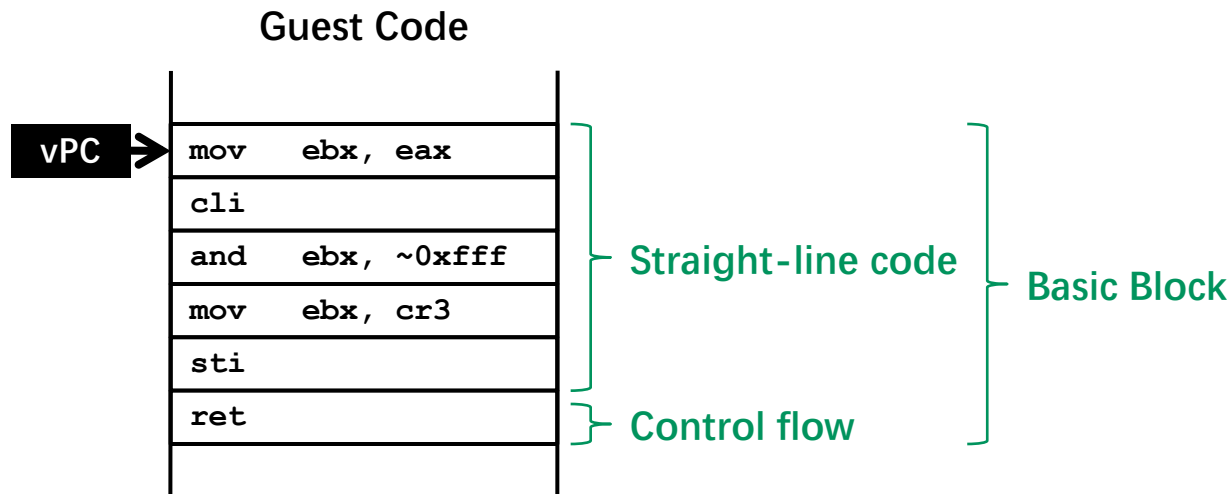 Guest Code
vPC
mov ebx, eax
cli
and ebx, ~0xfff
mov ebx, cr3
sti
ret
Straight-line code
Control flow
Basic Block